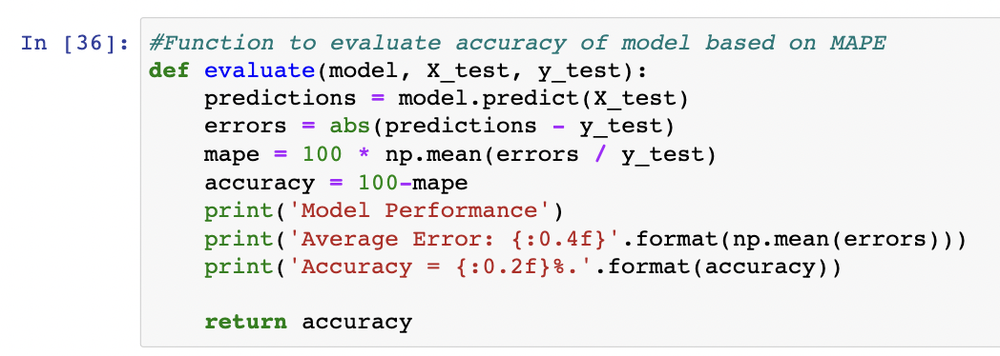 In [36]: #Function to evaluate accuracy of model based on MAPE
def evaluate(model, X_test, y_test):
    predictions = model.predict(X_test)
    errors = abs(predictions - y_test)
    mape = 100 * np.mean(errors / y_test)
    accuracy = 100-mape
    print('Model Performance')
    print('Average Error: {:0.4f}'.format(np.mean(errors)))
    print('Accuracy = {:0.2f}%.'.format(accuracy))
    return accuracy